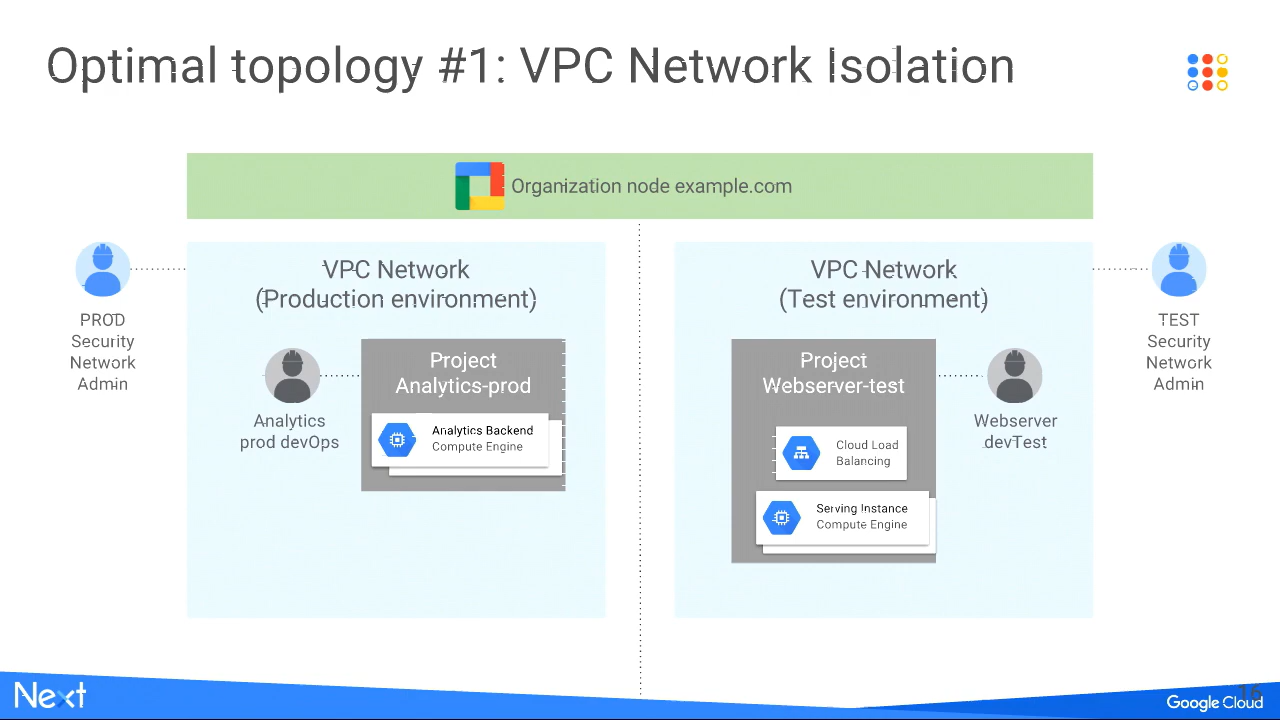 Optimal topology #1: VPC Network Isolation
Organization node example.com
VPC Network
(Production environment)
PROD
Security
Network
Admin
Analytics
prod devOps
Project
Analytics-prod
Analytics Backend
Compute Engine
VPC Network
(Test environment)
Project
Webserver-test
Cloud Load
Balancing
Serving Instance
Compute Engine
Webserver
devTest
TEST
Security
Network
Admin
Next
16
Google Cloud